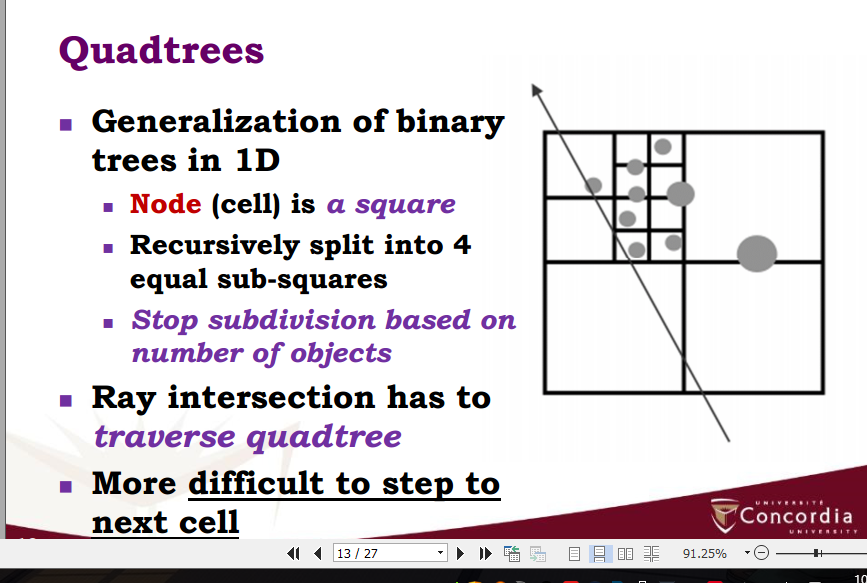 Quadtrees
Generalization of binary
trees in 1D
Node (cell) is a square
Recursively split into 4
equal sub-squares
Stop subdivision based on
number of objects
Ray intersection has to
traverse quadtree
More difficult to step to
next cell
UNIVERSITÉ
Concordia
UNIVERSITY
13 / 27
91.25%